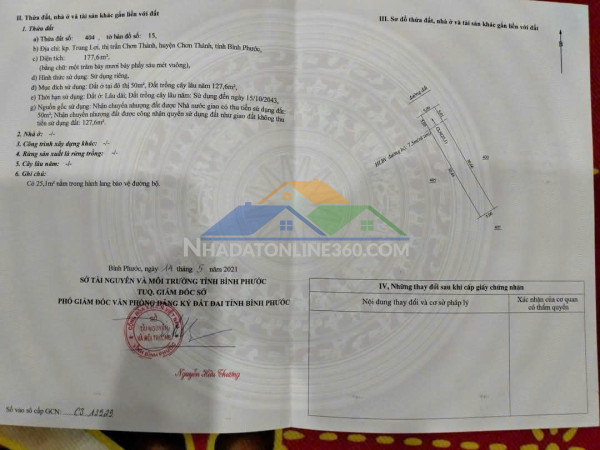 II. Thửa đất, nhà ở và tài sản khác gắn liền với đất
1. Thửa đất:
a) Thửa đất số: 404 , tờ bản đồ số: 15,
b) Địa chỉ: kp. Trung Lợi, thị trấn Chơn Thành, huyện Chơn Thành, tỉnh Bình Phước,
c) Diện tích: 177,6m²,
(bằng chữ: một trăm bảy mươi bảy phẩy sáu mét vuông),
d) Hình thức sử dụng: Sử dụng riêng,
đ) Mục đích sử dụng: Đất ở tại đô thị 50m²; Đất trồng cây lâu năm 127,6m²,
e) Thời hạn sử dụng: Đất ở: Lâu dài; Đất trồng cây lâu năm: Sử dụng đến ngày 15/10/2043,
g) Nguồn gốc sử dụng: Nhận chuyển nhượng đất được Nhà nước giao có thu tiền sử dụng đất:
50m²; Nhận chuyển nhượng đất được công nhận quyền sử dụng đất như giao đất không thu
tiền sử dụng đất: 127,6m².
2. Nhà ở: -/-
3. Công trình xây dựng khác: -/-
4. Rừng sản xuất là rừng trồng: -/-
5. Cây lâu năm: -/-
6. Ghi chú:
Có 25,1m² nằm trong hành lang bảo vệ đường bộ.
Bình Phước, ngày 14 tháng 5 năm 2021
SỞ TÀI NGUYÊN VÀ MÔI TRƯỜNG TỈNH BÌNH PHƯỚC
TUQ. GIÁM ĐỐC SỞ
PHÓ GIÁM ĐỐC VĂN PHÒNG ĐĂNG KÝ ĐẤT ĐAI TỈNH BÌNH PHƯỚC
SỞ
TÀI NGUYÊN
VÀ MÔI TRƯỜNG
Nguyễn Hữu Thương
Số vào sổ cấp GCN:
NHADATONLINE360.COM
III. Sơ đồ thửa đất, nhà ở và tài sản khác gắn liền với đất
đường đất
IV. Những thay đổi sau khi cấp giấy chứng nhận
Nội dung thay đổi và cơ sở pháp lý
Xác nhận của cơ quan
có thẩm quyền